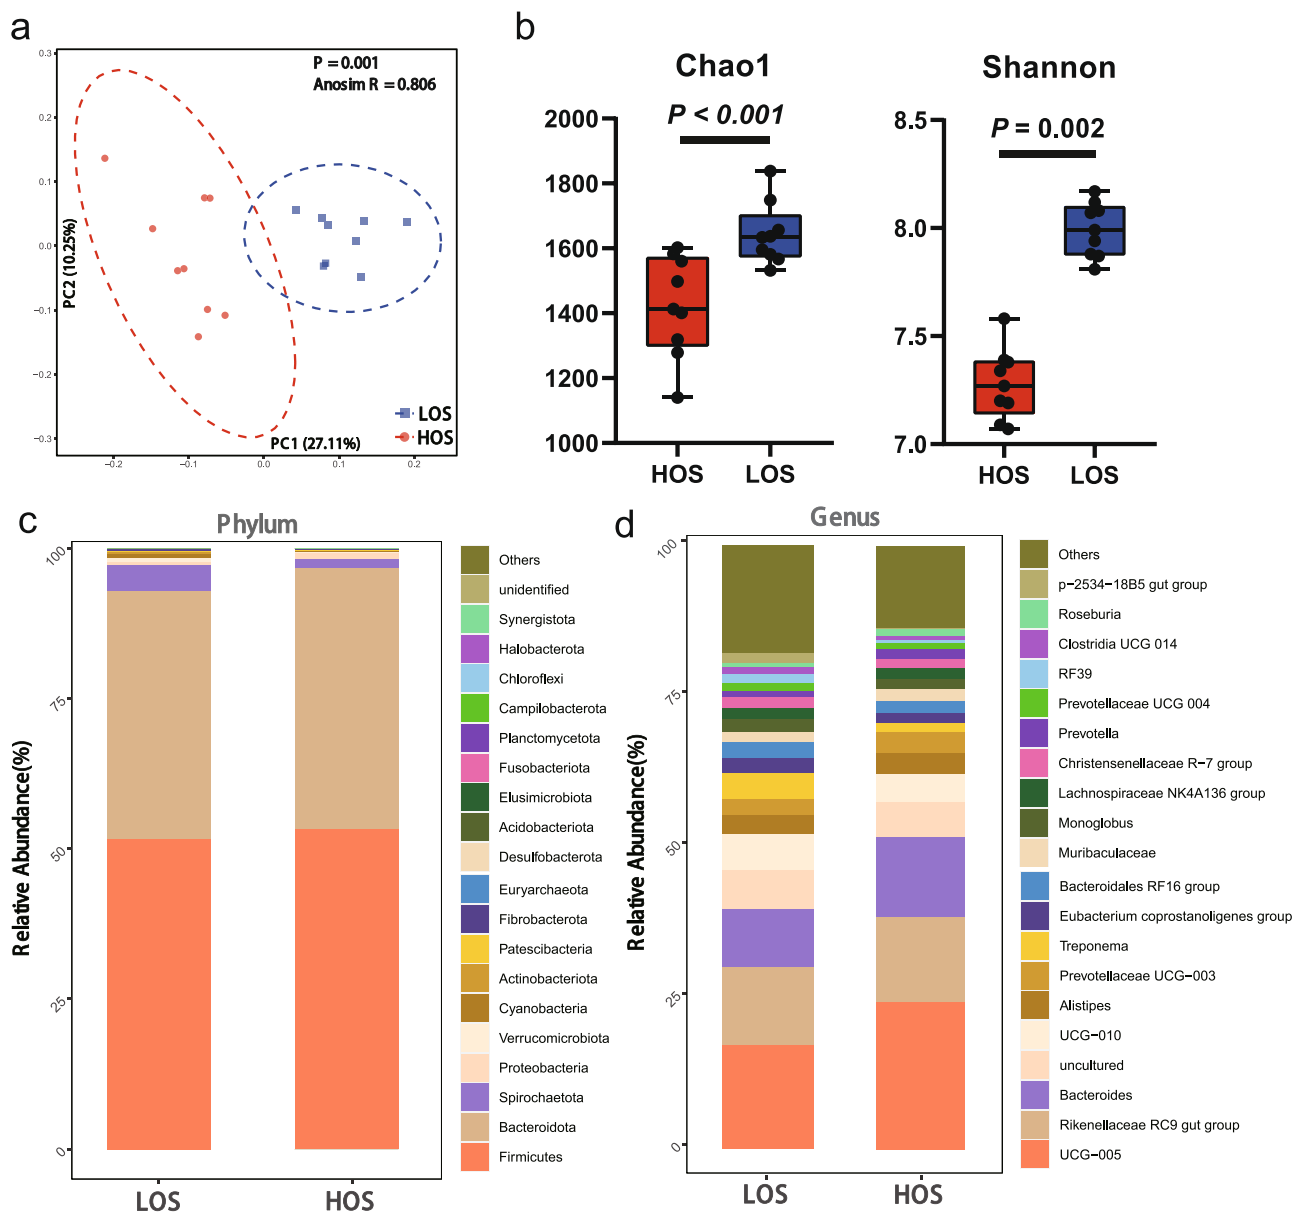 a
0.3
0.2
0.1
0.0
−0.1
−0.2
−0.3
PC2 (10.25%)
P = 0.001
Anosim R = 0.806
LOS
HOS
PC1 (27.11%)
−0.2
−0.1
0.0
0.1
0.2
b
Chao1
P < 0.001
2000
1800
1600
1400
1200
1000
HOS
LOS
Shannon
P = 0.002
8.5
8.0
7.5
7.0
HOS
LOS
c
Phylum
Relative Abundance(%)
100
75
50
25
0
LOS
HOS
Others
unidentified
Synergistota
Halobacterota
Chloroflexi
Campilobacterota
Planctomycetota
Fusobacteriota
Elusimicrobiota
Acidobacteriota
Desulfobacterota
Euryarchaeota
Fibrobacterota
Patescibacteria
Actinobacteriota
Cyanobacteria
Verrucomicrobiota
Proteobacteria
Spirochaetota
Bacteroidota
Firmicutes
d
Genus
Relative Abundance(%)
100
75
50
25
0
LOS
HOS
Others
p−2534−18B5 gut group
Roseburia
Clostridia UCG 014
RF39
Prevotellaceae UCG 004
Prevotella
Christensenellaceae R−7 group
Lachnospiraceae NK4A136 group
Monoglobus
Muribaculaceae
Bacteroidales RF16 group
Eubacterium coprostanoligenes group
Treponema
Prevotellaceae UCG−003
Alistipes
UCG−010
uncultured
Bacteroides
Rikenellaceae RC9 gut group
UCG−005